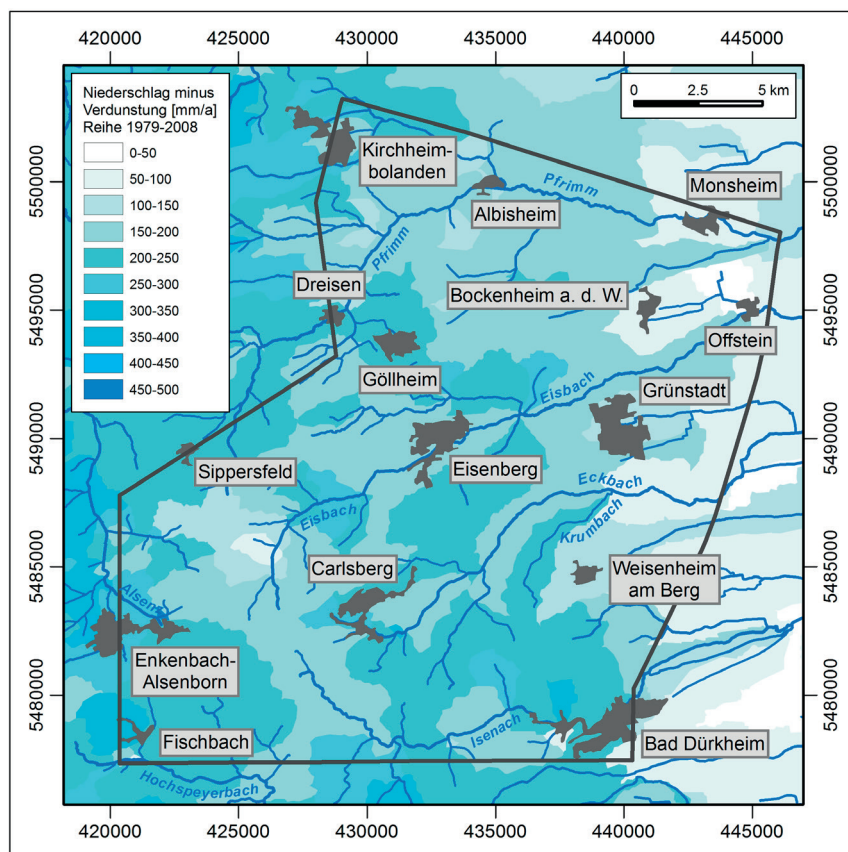 420000 425000 430000 435000 440000 445000
Niederschlag minus
Verdunstung [mm/a]
Reihe 1979-2008
0-50
50-100
100-150
150-200
200-250
250-300
300-350
350-400
400-450
450-500
0 2.5 5 km
5500000
5495000
5490000
5485000
5480000
5500000
5495000
5490000
5485000
5480000
Kirchheim-
bolanden
Pfrimm
Monsheim
Albisheim
Pfrimm
Dreisen
Bockenheim a. d. W.
Offstein
Göllheim
Eisbach
Grünstadt
Sippersfeld
Eisenberg
Eckbach
Eisbach
Krumbach
Carlsberg
Weisenheim
am Berg
Alsenz
Enkenbach-
Alsenborn
Isenach
Fischbach
Bad Dürkheim
Hochspeyerbach
420000 425000 430000 435000 440000 445000